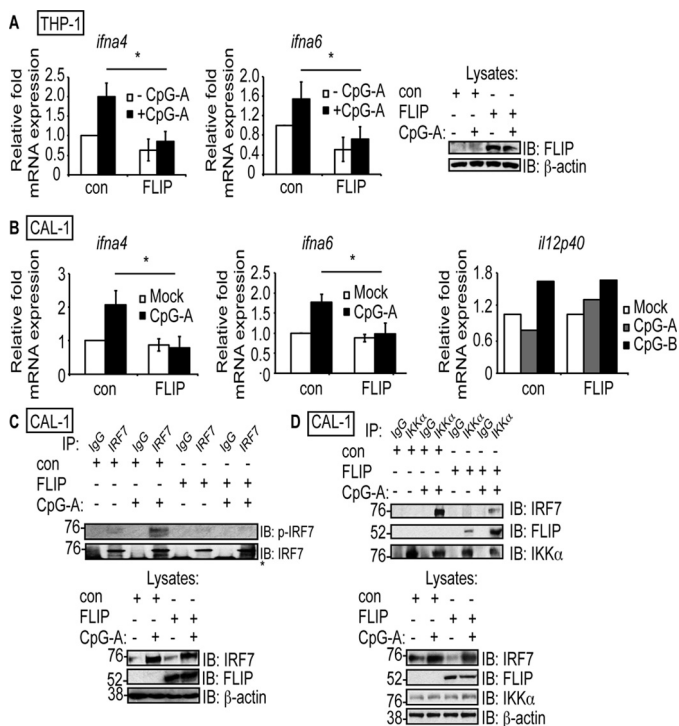 A THP-1
ifna4
Relative fold
mRNA expression
2.5
2.0
1.5
1.0
0.5
0
*
- CpG-A
+CpG-A
con FLIP
ifna6
Relative fold
mRNA expression
2.0
1.6
1.2
0.8
0.4
0
*
- CpG-A
+CpG-A
con FLIP
Lysates:
con + + - -
FLIP - - + +
CpG-A: - + - +
IB: FLIP
IB: β-actin
B CAL-1
ifna4
Relative fold
mRNA expression
3
2
1
0
*
Mock
CpG-A
con FLIP
ifna6
Relative fold
mRNA expression
2.5
2.0
1.5
1.0
0.5
0
*
Mock
CpG-A
con FLIP
il12p40
Relative fold
mRNA expression
1.8
1.2
0.6
0
Mock
CpG-A
CpG-B
con FLIP
C CAL-1
IP: IgG IRF7 IgG IRF7 IgG IRF7 IgG IRF7
con + + + + - - - -
FLIP - - - - + + + +
CpG-A: - - + + - - + +
76 IB: p-IRF7
76 IB: IRF7
*
Lysates:
con + + - -
FLIP - - + +
CpG-A: - + - +
76 IB: IRF7
52 IB: FLIP
38 IB: β-actin
D CAL-1
IP: IgG IKKα IgG IKKα IgG IKKα IgG IKKα
con + + + + - - - -
FLIP - - - - + + + +
CpG-A: - - + + - - + +
76 IB: IRF7
52 IB: FLIP
76 IB: IKKα
Lysates:
con + + - -
FLIP - - + +
CpG-A: - + - +
76 IB: IRF7
52 IB: FLIP
76 IB: IKKα
38 IB: β-actin